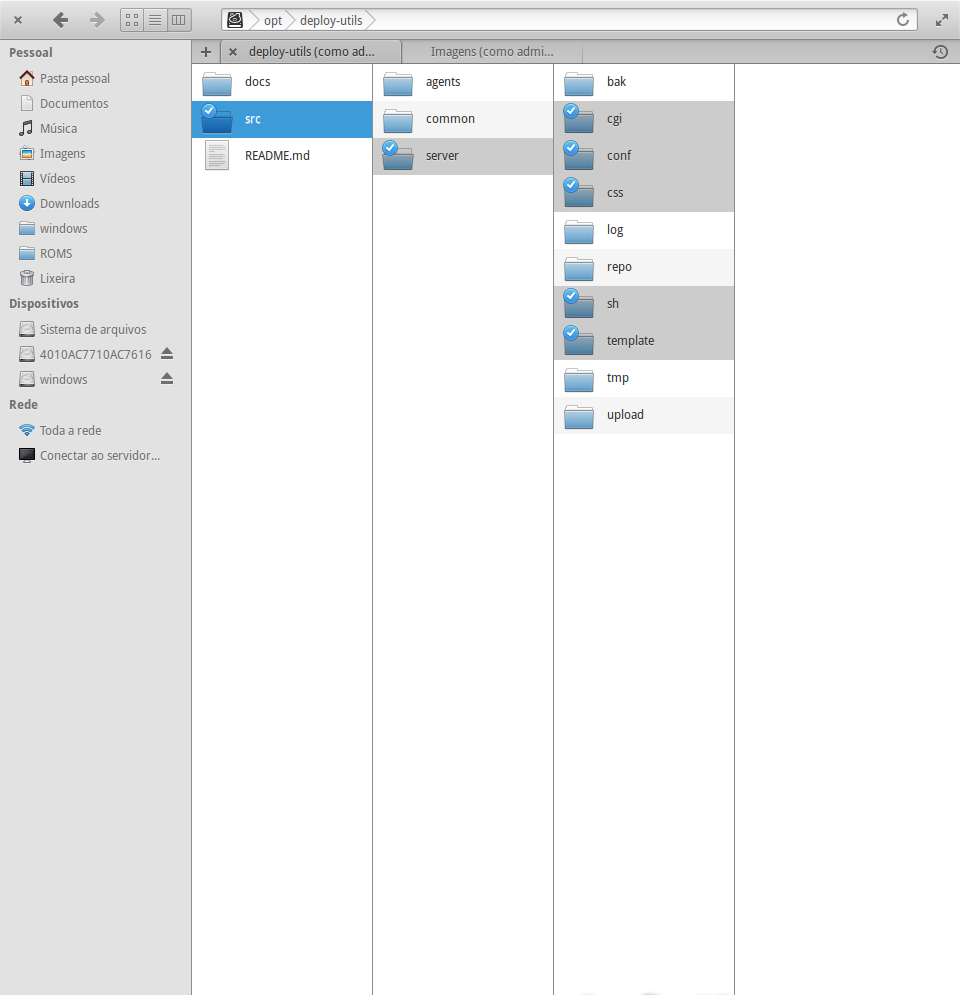 opt
deploy-utils
Pessoal
Pasta pessoal
Documentos
Música
Imagens
Vídeos
Downloads
windows
ROMS
Lixeira
Dispositivos
Sistema de arquivos
4010AC7710AC7616
windows
Rede
Toda a rede
Conectar ao servidor...
deploy-utils (como ad...
Imagens (como admi...
docs
src
README.md
agents
common
server
bak
cgi
conf
css
log
repo
sh
template
tmp
upload